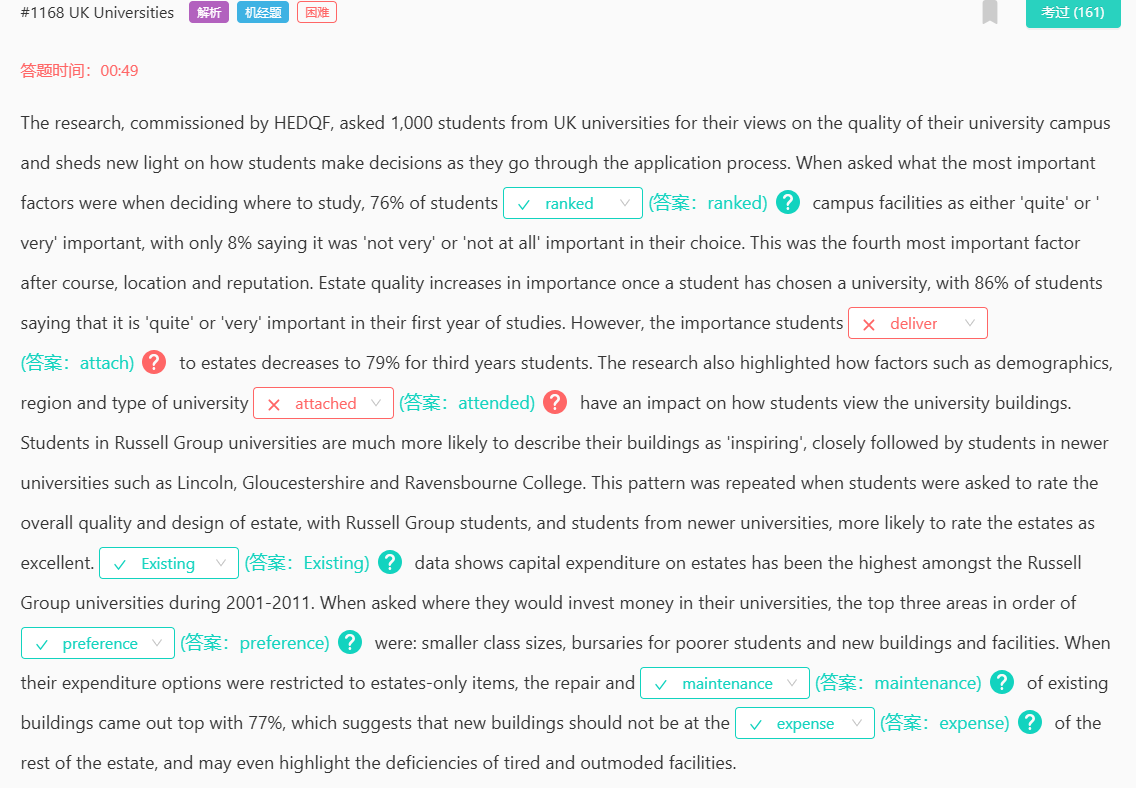 #1168 UK Universities 解析 机经题 困难 考过 (161)
答题时间：00:49
The research, commissioned by HEDQF, asked 1,000 students from UK universities for their views on the quality of their university campus
and sheds new light on how students make decisions as they go through the application process. When asked what the most important
factors were when deciding where to study, 76% of students ranked (答案：ranked) ? campus facilities as either 'quite' or '
very' important, with only 8% saying it was 'not very' or 'not at all' important in their choice. This was the fourth most important factor
after course, location and reputation. Estate quality increases in importance once a student has chosen a university, with 86% of students
saying that it is 'quite' or 'very' important in their first year of studies. However, the importance students deliver
(答案：attach) ? to estates decreases to 79% for third years students. The research also highlighted how factors such as demographics,
region and type of university attached (答案：attended) ? have an impact on how students view the university buildings.
Students in Russell Group universities are much more likely to describe their buildings as 'inspiring', closely followed by students in newer
universities such as Lincoln, Gloucestershire and Ravensbourne College. This pattern was repeated when students were asked to rate the
overall quality and design of estate, with Russell Group students, and students from newer universities, more likely to rate the estates as
excellent. Existing (答案：Existing) ? data shows capital expenditure on estates has been the highest amongst the Russell
Group universities during 2001-2011. When asked where they would invest money in their universities, the top three areas in order of
preference (答案：preference) ? were: smaller class sizes, bursaries for poorer students and new buildings and facilities. When
their expenditure options were restricted to estates-only items, the repair and maintenance (答案：maintenance) ? of existing
buildings came out top with 77%, which suggests that new buildings should not be at the expense (答案：expense) ? of the
rest of the estate, and may even highlight the deficiencies of tired and outmoded facilities.